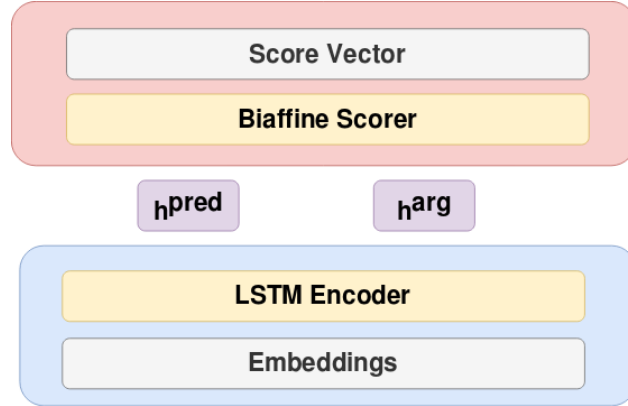 Score Vector
Biaffine Scorer
hpred harg
LSTM Encoder
Embeddings